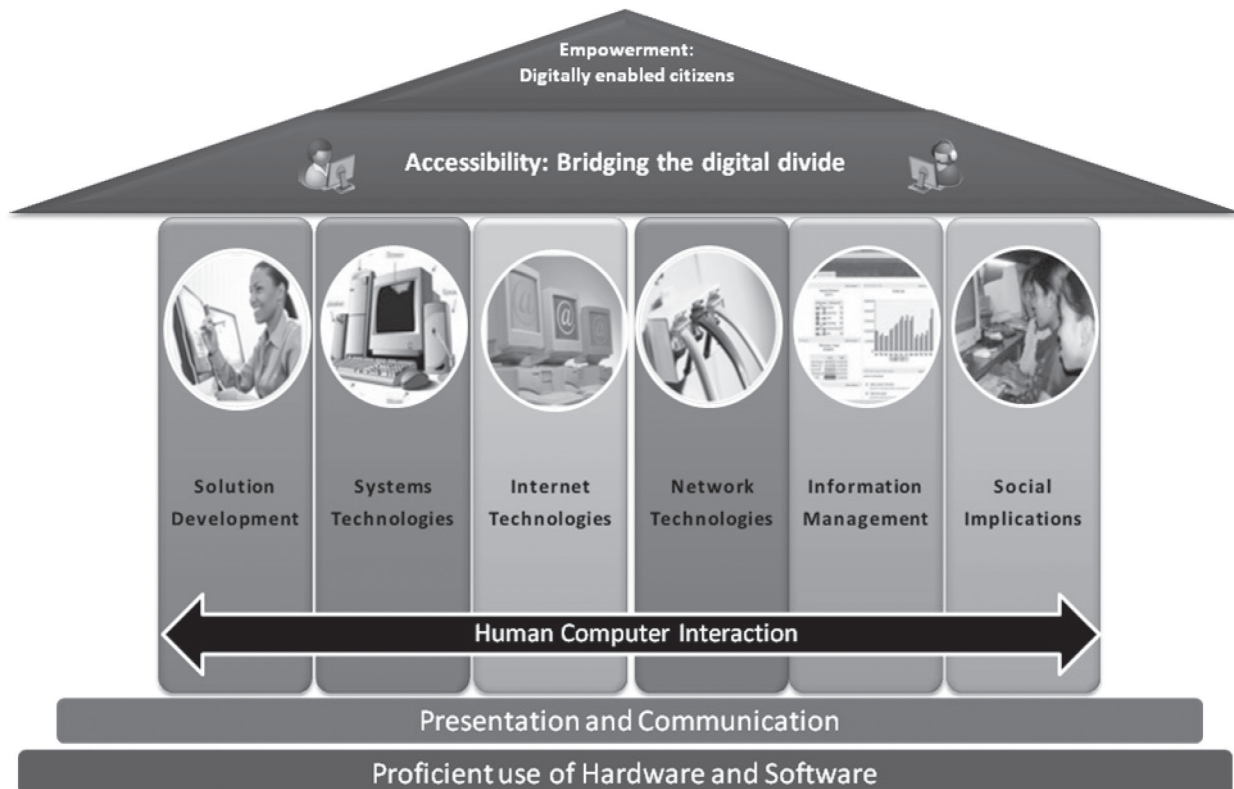 Empowerment:
Digitally enabled citizens
Accessibility: Bridging the digital divide
Solution
Development
Systems
Technologies
Internet
Technologies
Network
Technologies
Information
Management
Social
Implications
Human Computer Interaction
Presentation and Communication
Proficient use of Hardware and Software